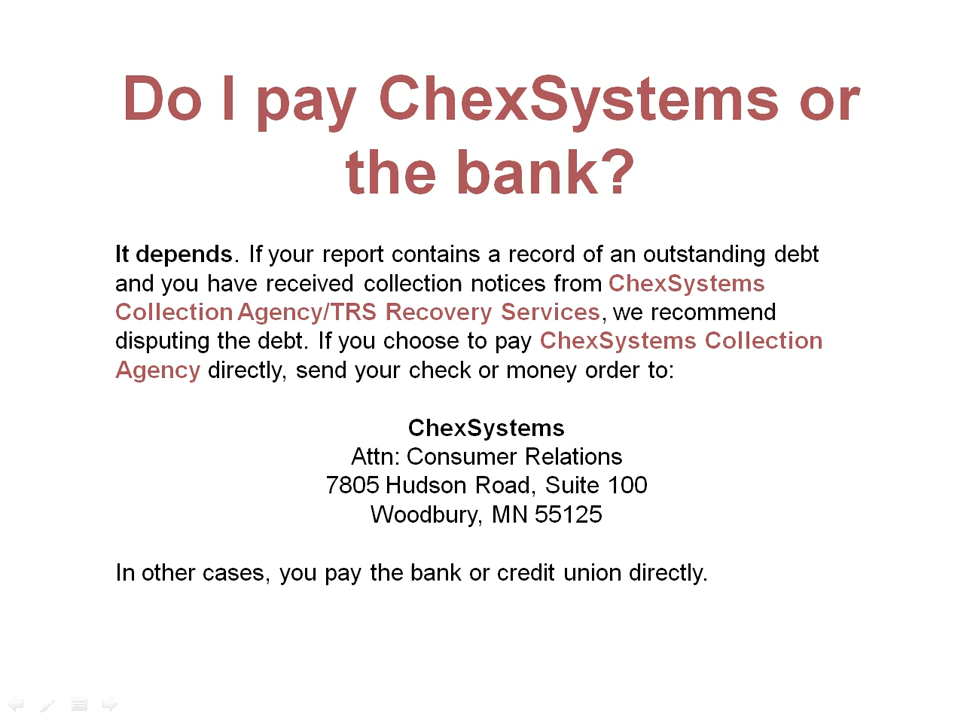 Do I pay ChexSystems or
the bank?
It depends. If your report contains a record of an outstanding debt
and you have received collection notices from ChexSystems
Collection Agency/TRS Recovery Services, we recommend
disputing the debt. If you choose to pay ChexSystems Collection
Agency directly, send your check or money order to:
ChexSystems
Attn: Consumer Relations
7805 Hudson Road, Suite 100
Woodbury, MN 55125
In other cases, you pay the bank or credit union directly.